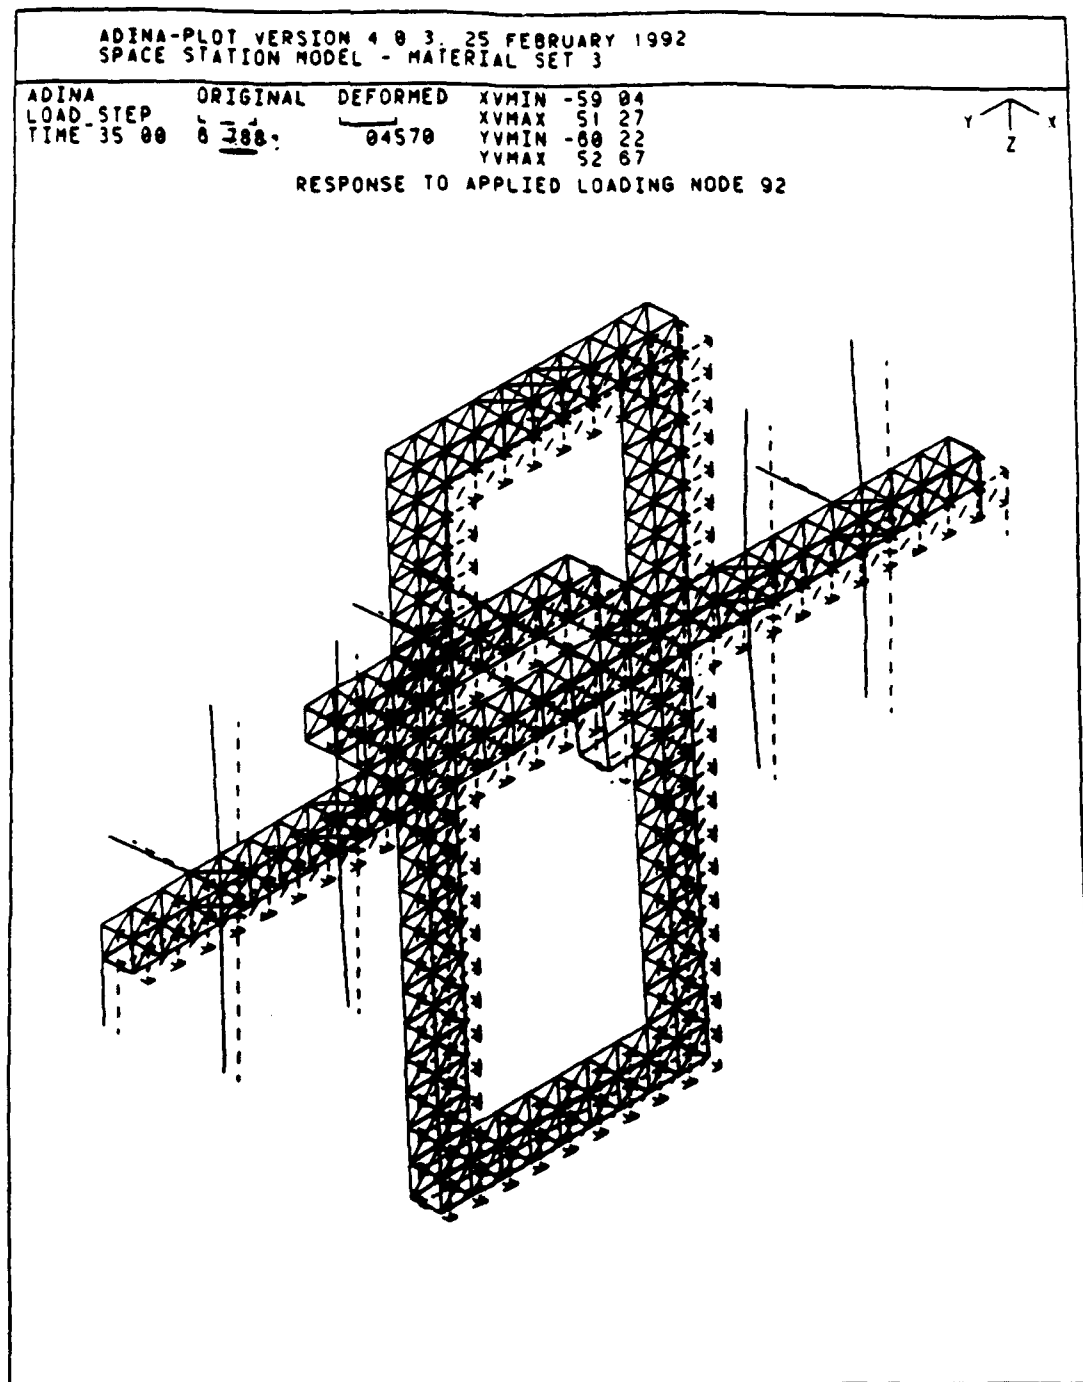 ADINA-PLOT VERSION 4 0 3, 25 FEBRUARY 1992
SPACE STATION MODEL - MATERIAL SET 3
ADINA ORIGINAL DEFORMED XVMIN -59 04
LOAD STEP XVMAX 51 27
TIME 35 00 04570 YVMIN -60 22
YVMAX 52 67
Y X
Z
RESPONSE TO APPLIED LOADING NODE 92